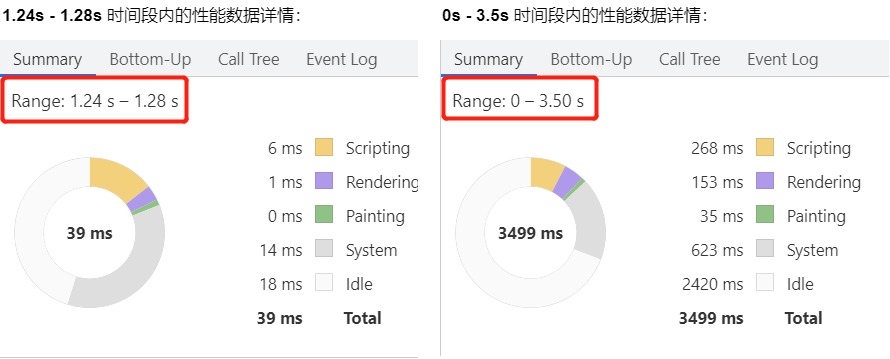 1.24s - 1.28s 时间段内的性能数据详情：
Summary Bottom-Up Call Tree Event Log
Range: 1.24 s – 1.28 s
39 ms
6 ms Scripting
1 ms Rendering
0 ms Painting
14 ms System
18 ms Idle
39 ms Total
0s - 3.5s 时间段内的性能数据详情：
Summary Bottom-Up Call Tree Event Log
Range: 0 – 3.50 s
3499 ms
268 ms Scripting
153 ms Rendering
35 ms Painting
623 ms System
2420 ms Idle
3499 ms Total